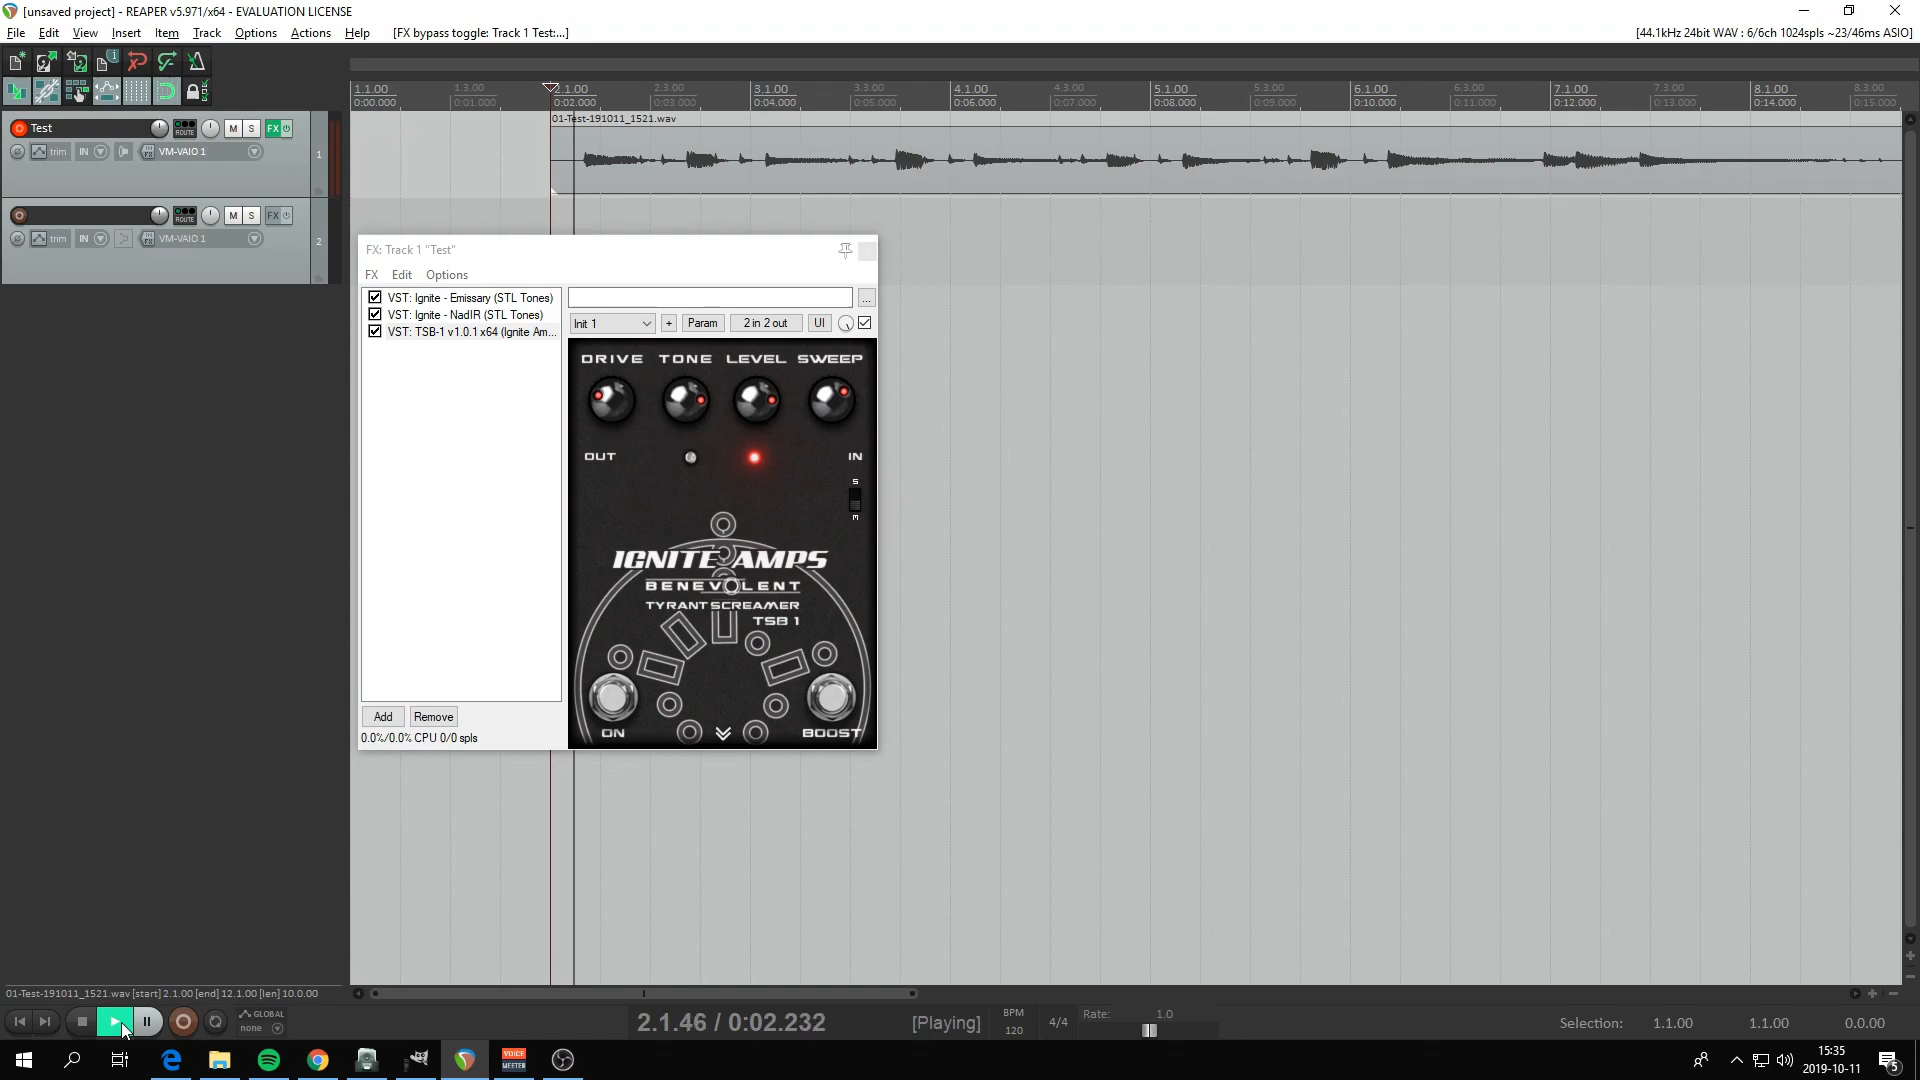 [unsaved project] - REAPER v5.971/x64 - EVALUATION LICENSE
File Edit View Insert Item Track Options Actions Help [FX bypass toggle: Track 1 Test:...]
[44.1kHz 24bit WAV : 6/6ch 1024spls ~23/46ms ASIO]
1.1.00 1.3.00 2.1.00 2.3.00 3.1.00 3.3.00 4.1.00 4.3.00 5.1.00 5.3.00 6.1.00 6.3.00 7.1.00 7.3.00 8.1.00 8.3.00
0:00.000 0:01.000 0:02.000 0:03.000 0:04.000 0:05.000 0:06.000 0:07.000 0:08.000 0:09.000 0:10.000 0:11.000 0:12.000 0:13.000 0:14.000 0:15.000
01-Test-191011_1521.wav
Test ROUTE M S FX
trim IN FX VM-VAIO 1
1
ROUTE M S FX
trim IN FX VM-VAIO 1
2
FX: Track 1 "Test"
FX Edit Options
VST: Ignite - Emissary (STL Tones)
VST: Ignite - NadIR (STL Tones)
VST: TSB-1 v1.0.1 x64 (Ignite Am...
...
Init 1 + Param 2 in 2 out UI
DRIVE TONE LEVEL SWEEP
OUT IN
IGNITE AMPS
BENEVOLENT
TYRANT SCREAMER
TSB 1
ON BOOST
Add Remove
0.0%/0.0% CPU 0/0 spls
01-Test-191011_1521.wav [start] 2.1.00 [end] 12.1.00 [len] 10.0.00
GLOBAL
none
2.1.46 / 0:02.232
[Playing]
BPM
120
4/4
Rate: 1.0
Selection: 1.1.00 1.1.00 0.0.00
VOICE
MEETER
15:35
2019-10-11
5